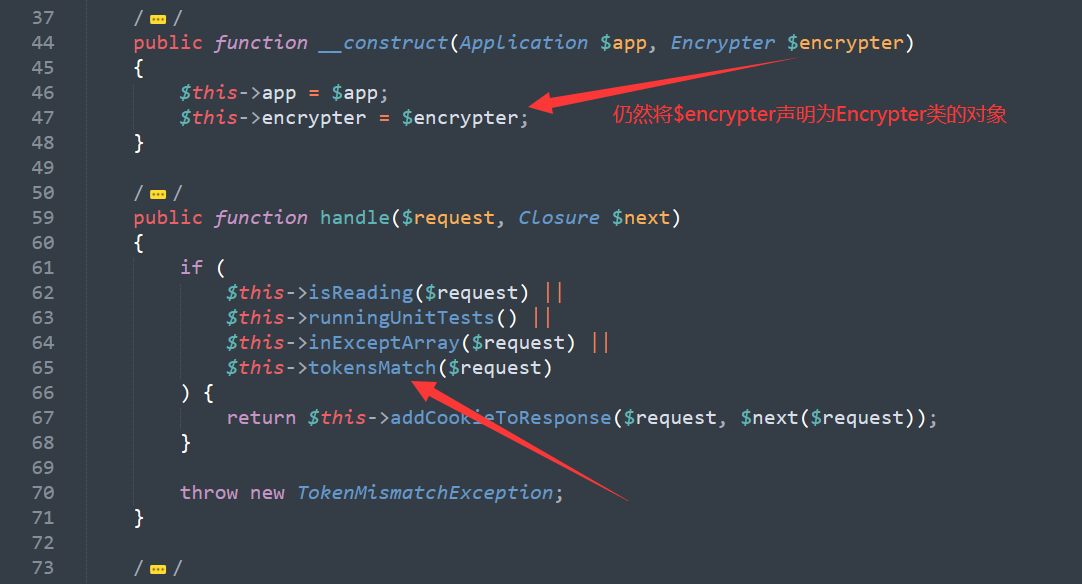 37 / ... /
44 public function __construct(Application $app, Encrypter $encrypter)
45 {
46 $this->app = $app;
47 $this->encrypter = $encrypter;
仍然将$encrypter声明为Encrypter类的对象
48 }
49
50 / ... /
59 public function handle($request, Closure $next)
60 {
61 if (
62 $this->isReading($request) ||
63 $this->runningUnitTests() ||
64 $this->inExceptArray($request) ||
65 $this->tokensMatch($request)
66 ) {
67 return $this->addCookieToResponse($request, $next($request));
68 }
69
70 throw new TokenMismatchException;
71 }
72
73 / ... /